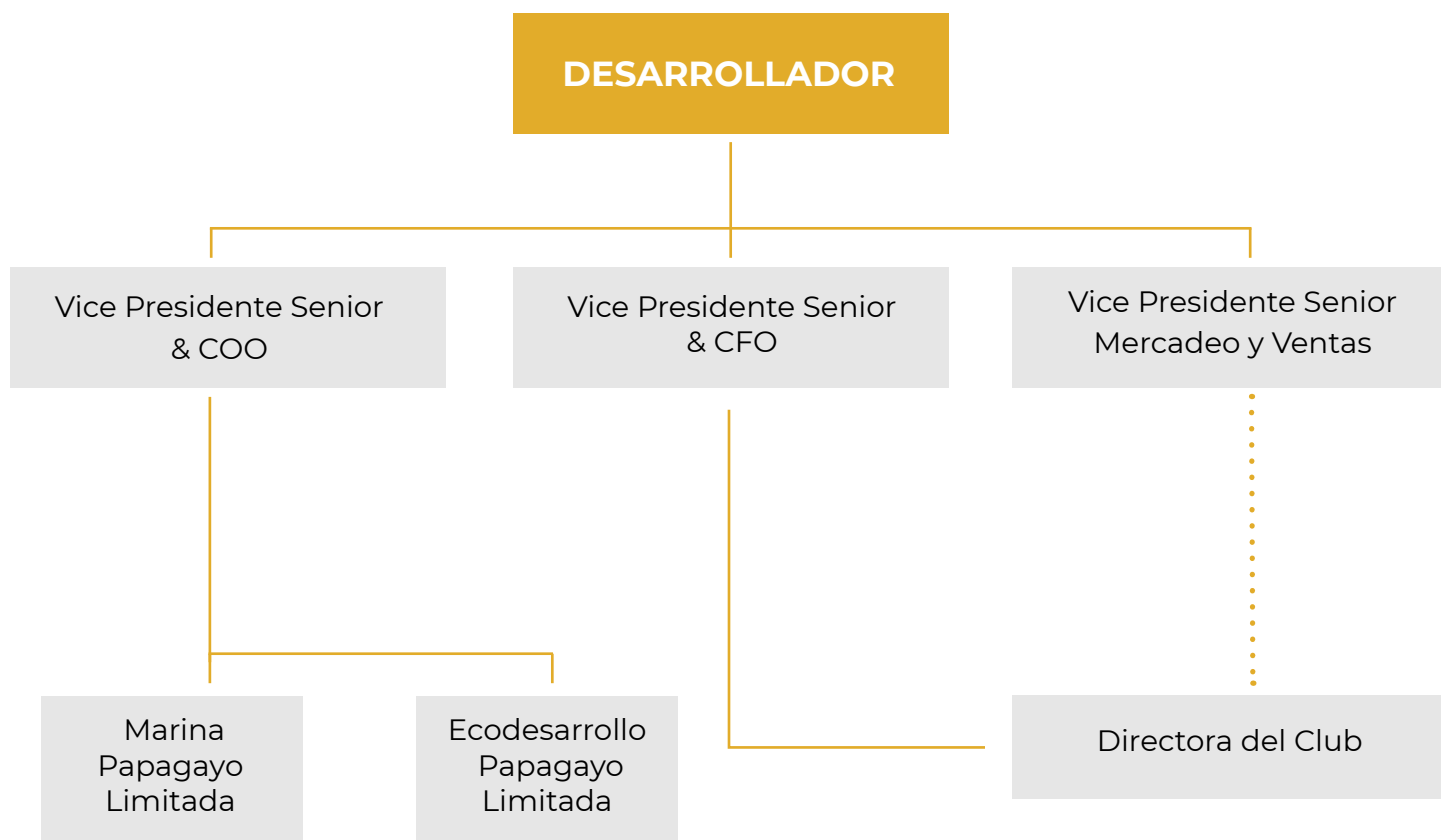 DESARROLLADOR
Vice Presidente Senior
& COO
Vice Presidente Senior
& CFO
Vice Presidente Senior
Mercadeo y Ventas
Marina
Papagayo
Limitada
Ecodesarrollo
Papagayo
Limitada
Directora del Club